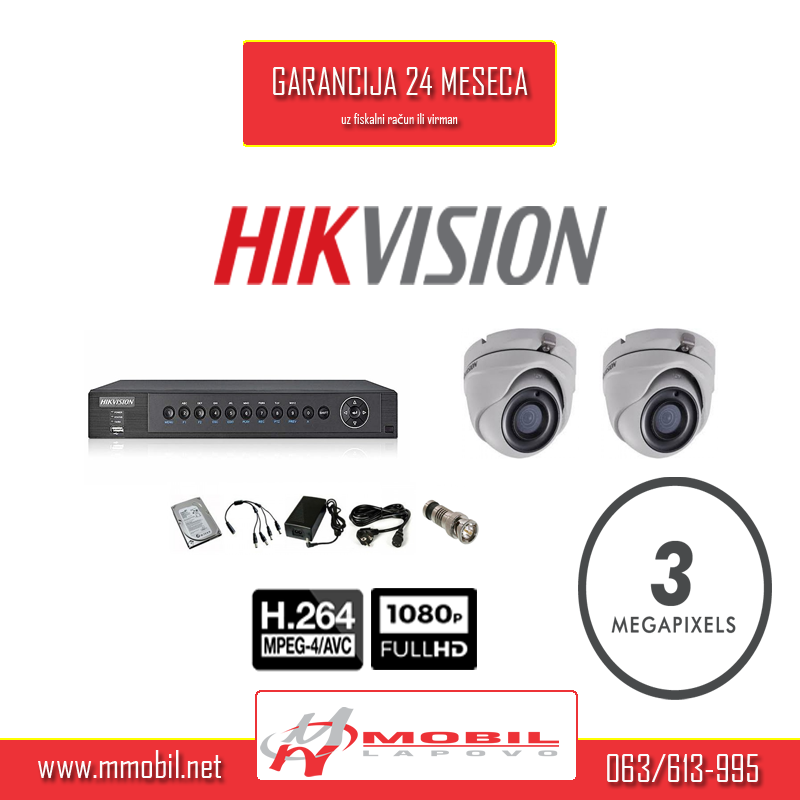 GARANCIJA 24 MESECA
uz fiskalni račun ili virman
HIKVISION
HIKVISION
3
MEGAPIXELS
H.264
MPEG-4/AVC
1080P
FULLHD
MOBIL
LAPOVO
www.mmobil.net
063/613-995